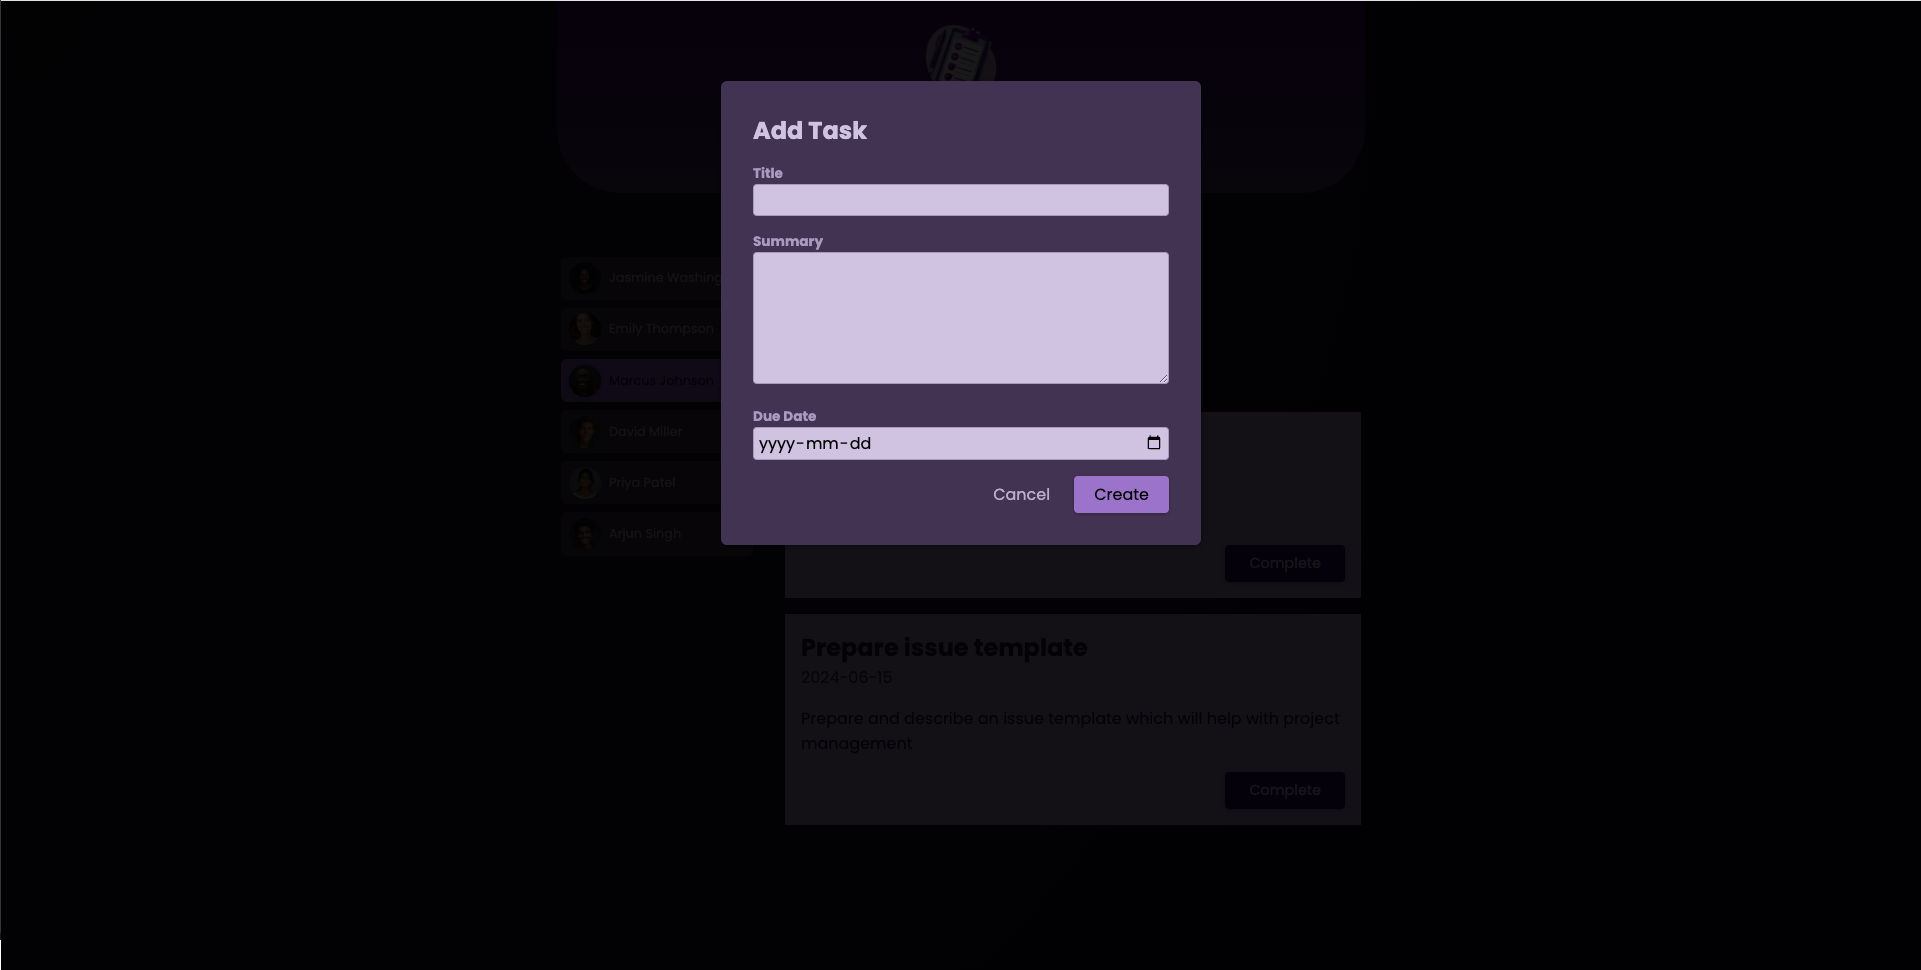 Add Task
Title
Summary
Due Date
yyyy-mm-dd
Cancel
Create
Jasmine Washing
Emily Thompson
Marcus Johnson
David Miller
Priya Patel
Arjun Singh
Complete
Prepare issue template
2024-06-15
Prepare and describe an issue template which will help with project
management
Complete